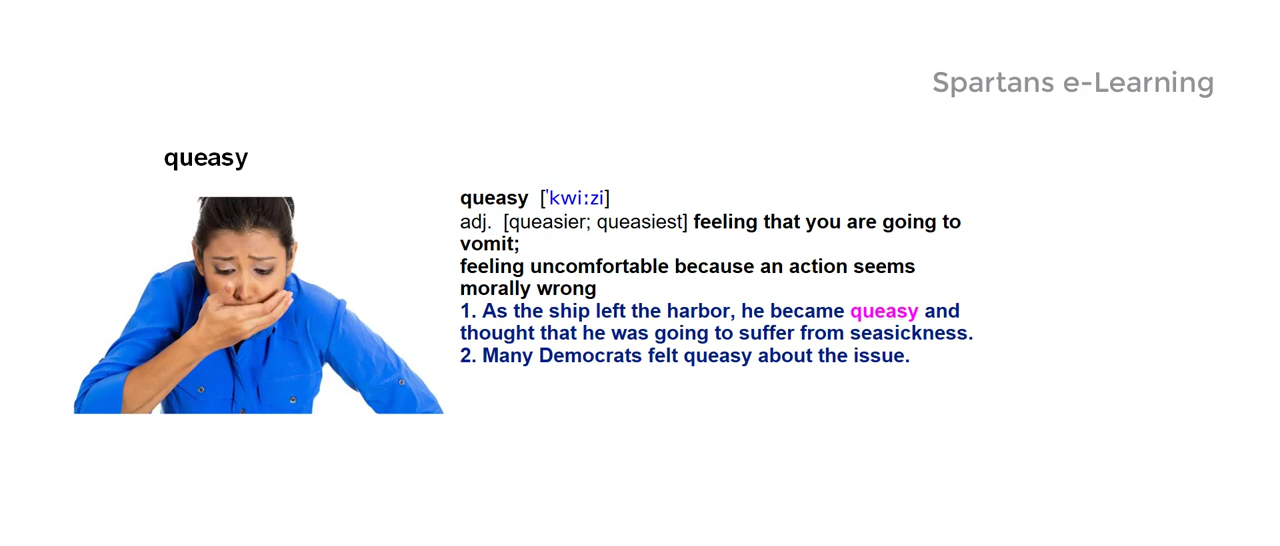 Spartans e-Learning
queasy
queasy ['kwi:zi]
adj. [queasier; queasiest] feeling that you are going to
vomit;
feeling uncomfortable because an action seems
morally wrong
1. As the ship left the harbor, he became queasy and
thought that he was going to suffer from seasickness.
2. Many Democrats felt queasy about the issue.